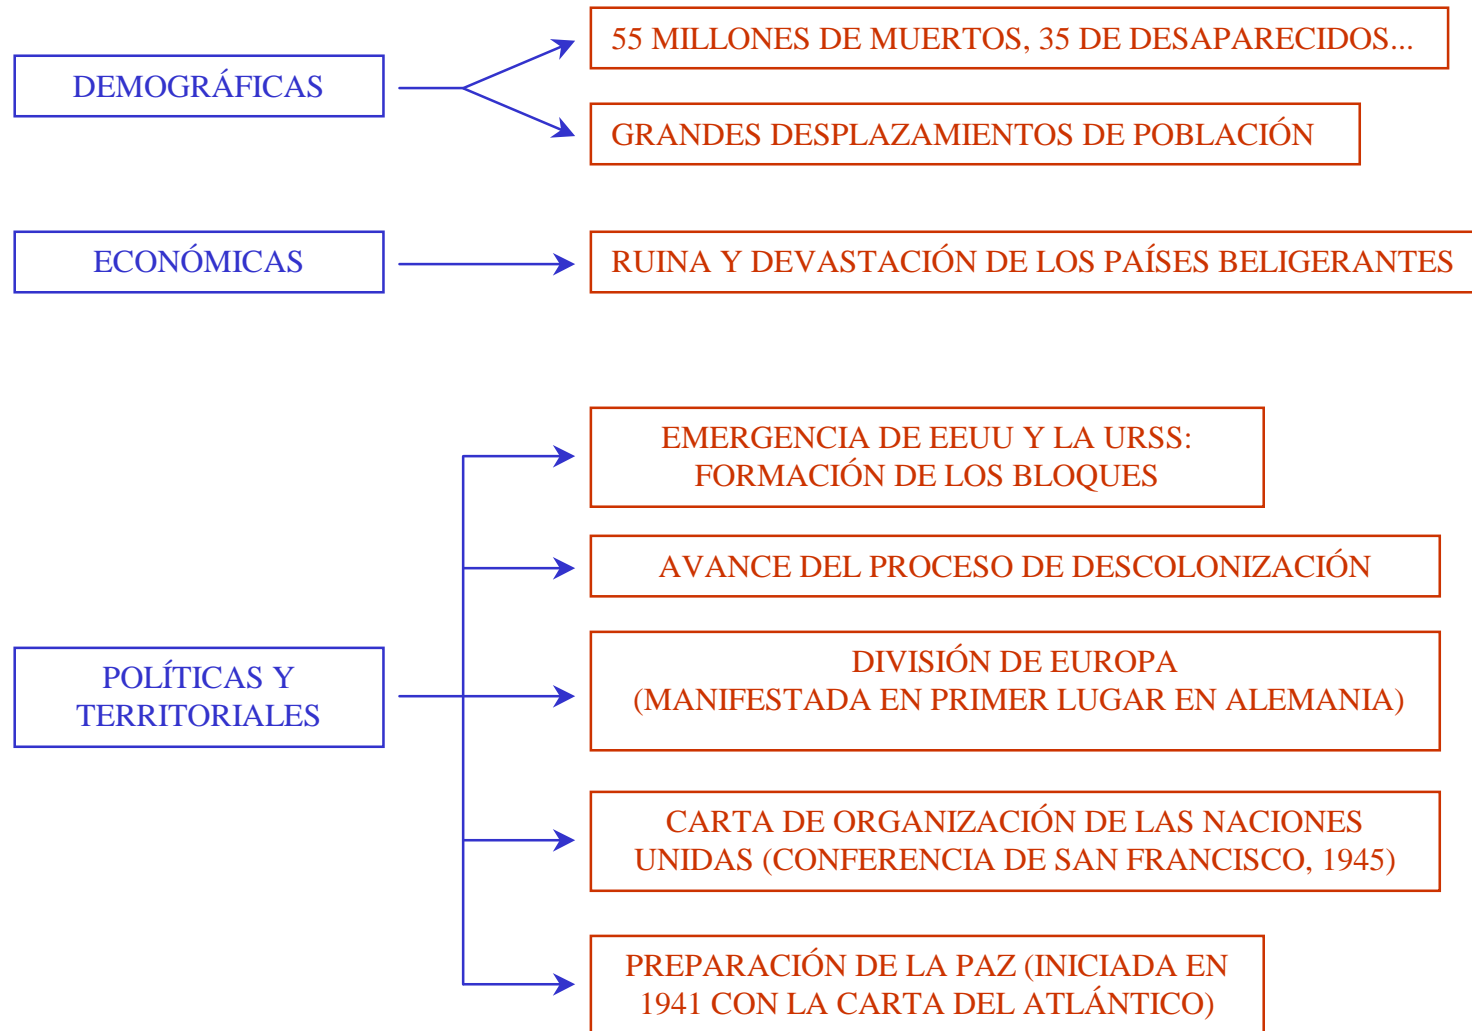 DEMOGRÁFICAS
55 MILLONES DE MUERTOS, 35 DE DESAPARECIDOS...
GRANDES DESPLAZAMIENTOS DE POBLACIÓN
ECONÓMICAS
RUINA Y DEVASTACIÓN DE LOS PAÍSES BELIGERANTES
POLÍTICAS Y
TERRITORIALES
EMERGENCIA DE EEUU Y LA URSS:
FORMACIÓN DE LOS BLOQUES
AVANCE DEL PROCESO DE DESCOLONIZACIÓN
DIVISIÓN DE EUROPA
(MANIFESTADA EN PRIMER LUGAR EN ALEMANIA)
CARTA DE ORGANIZACIÓN DE LAS NACIONES
UNIDAS (CONFERENCIA DE SAN FRANCISCO, 1945)
PREPARACIÓN DE LA PAZ (INICIADA EN
1941 CON LA CARTA DEL ATLÁNTICO)